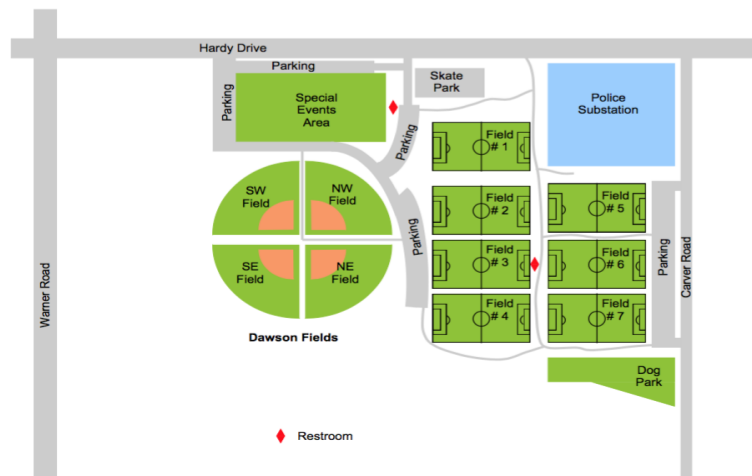 Hardy Drive
Parking
Skate
Park
Parking
Special
Events
Area
Police
Substation
Parking
Field
# 1
SW
Field
NW
Field
Field
# 2
Field
# 5
Parking
Field
# 3
Field
# 6
Parking
SE
Field
NE
Field
Field
# 4
Field
# 7
Warner Road
Carver Road
Dawson Fields
Dog
Park
Restroom